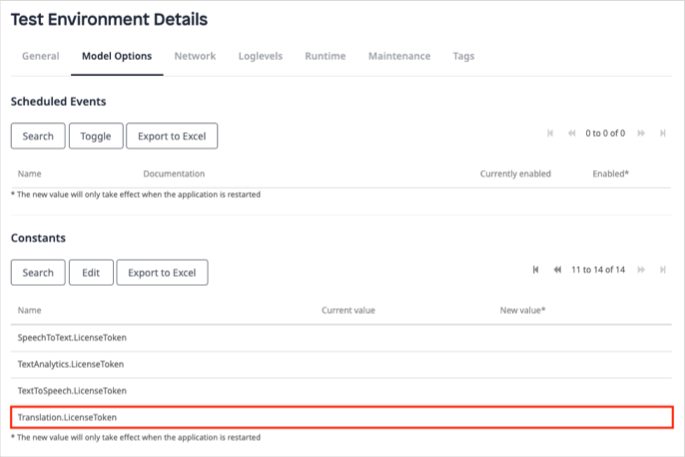 Test Environment Details
General Model Options Network Loglevels Runtime Maintenance Tags
Scheduled Events
Search Toggle Export to Excel 0 to 0 of 0
Name Documentation Currently enabled Enabled*
* The new value will only take effect when the application is restarted
Constants
Search Edit Export to Excel 11 to 14 of 14
Name Current value New value*
SpeechToText.LicenseToken
TextAnalytics.LicenseToken
TextToSpeech.LicenseToken
Translation.LicenseToken
* The new value will only take effect when the application is restarted